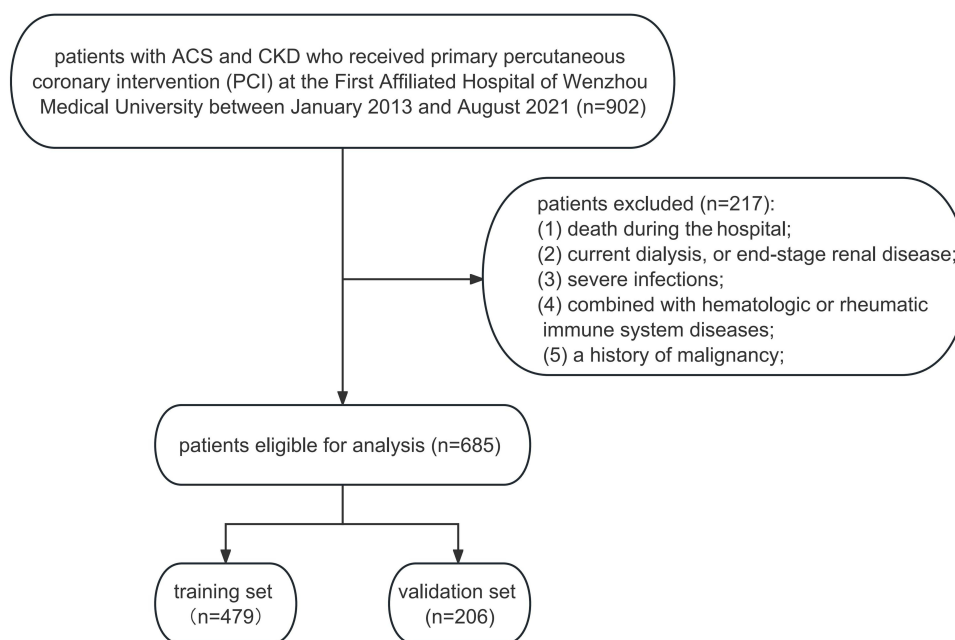 patients with ACS and CKD who received primary percutaneous
coronary intervention (PCI) at the First Affiliated Hospital of Wenzhou
Medical University between January 2013 and August 2021 (n=902)
patients excluded (n=217):
(1) death during the hospital;
(2) current dialysis, or end-stage renal disease;
(3) severe infections;
(4) combined with hematologic or rheumatic
immune system diseases;
(5) a history of malignancy;
patients eligible for analysis (n=685)
training set
（n=479）
validation set
(n=206)